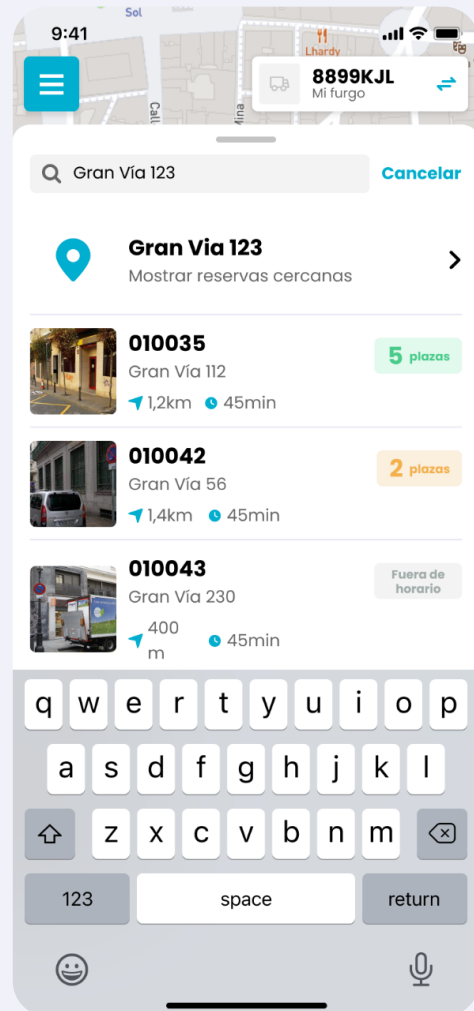 Sol
9:41
Lhardy
8899KJL
Mi furgo
Gran Vía 123
Cancelar
Gran Via 123
Mostrar reservas cercanas
010035
Gran Vía 112
5 plazas
1,2km 45min
010042
Gran Vía 56
2 plazas
1,4km 45min
010043
Gran Vía 230
Fuera de
horario
400
m
45min
q w e r t y u i o p
a s d f g h j k l
z x c v b n m
123 space return